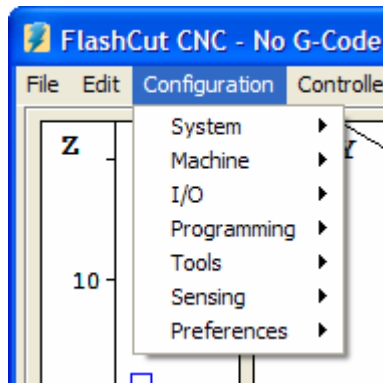 FlashCut CNC - No G-Code
File Edit Configuration Controlle
System
Z
Y
Machine
I/O
Programming
Tools
10
Sensing
Preferences